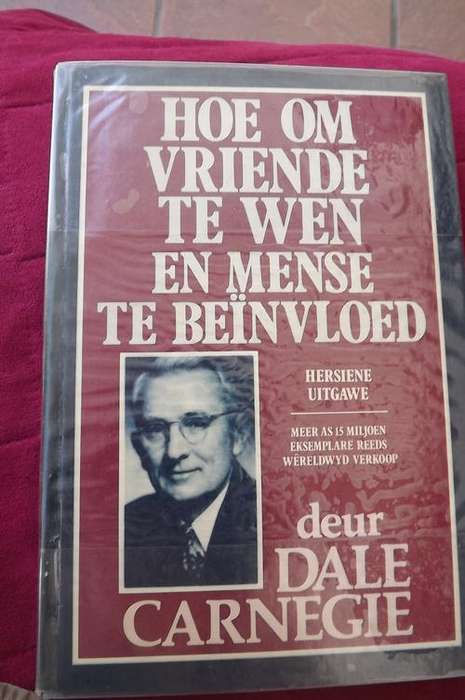 HOE OM
VRIENDE
TE WEN
EN MENSE
TE BEÏNVLOED
HERSIENE
UITGAWE
MEER AS 15 MILJOEN
EKSEMPLARE REEDS
WÊRELDWYD VERKOOP
deur
DALE
CARNEGIE